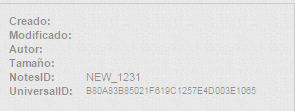 Creado:
Modificado:
Autor:
Tamaño:
NotesID: NEW_1231
UniversalID: B80A83B85021F619C1257E4D003E1065